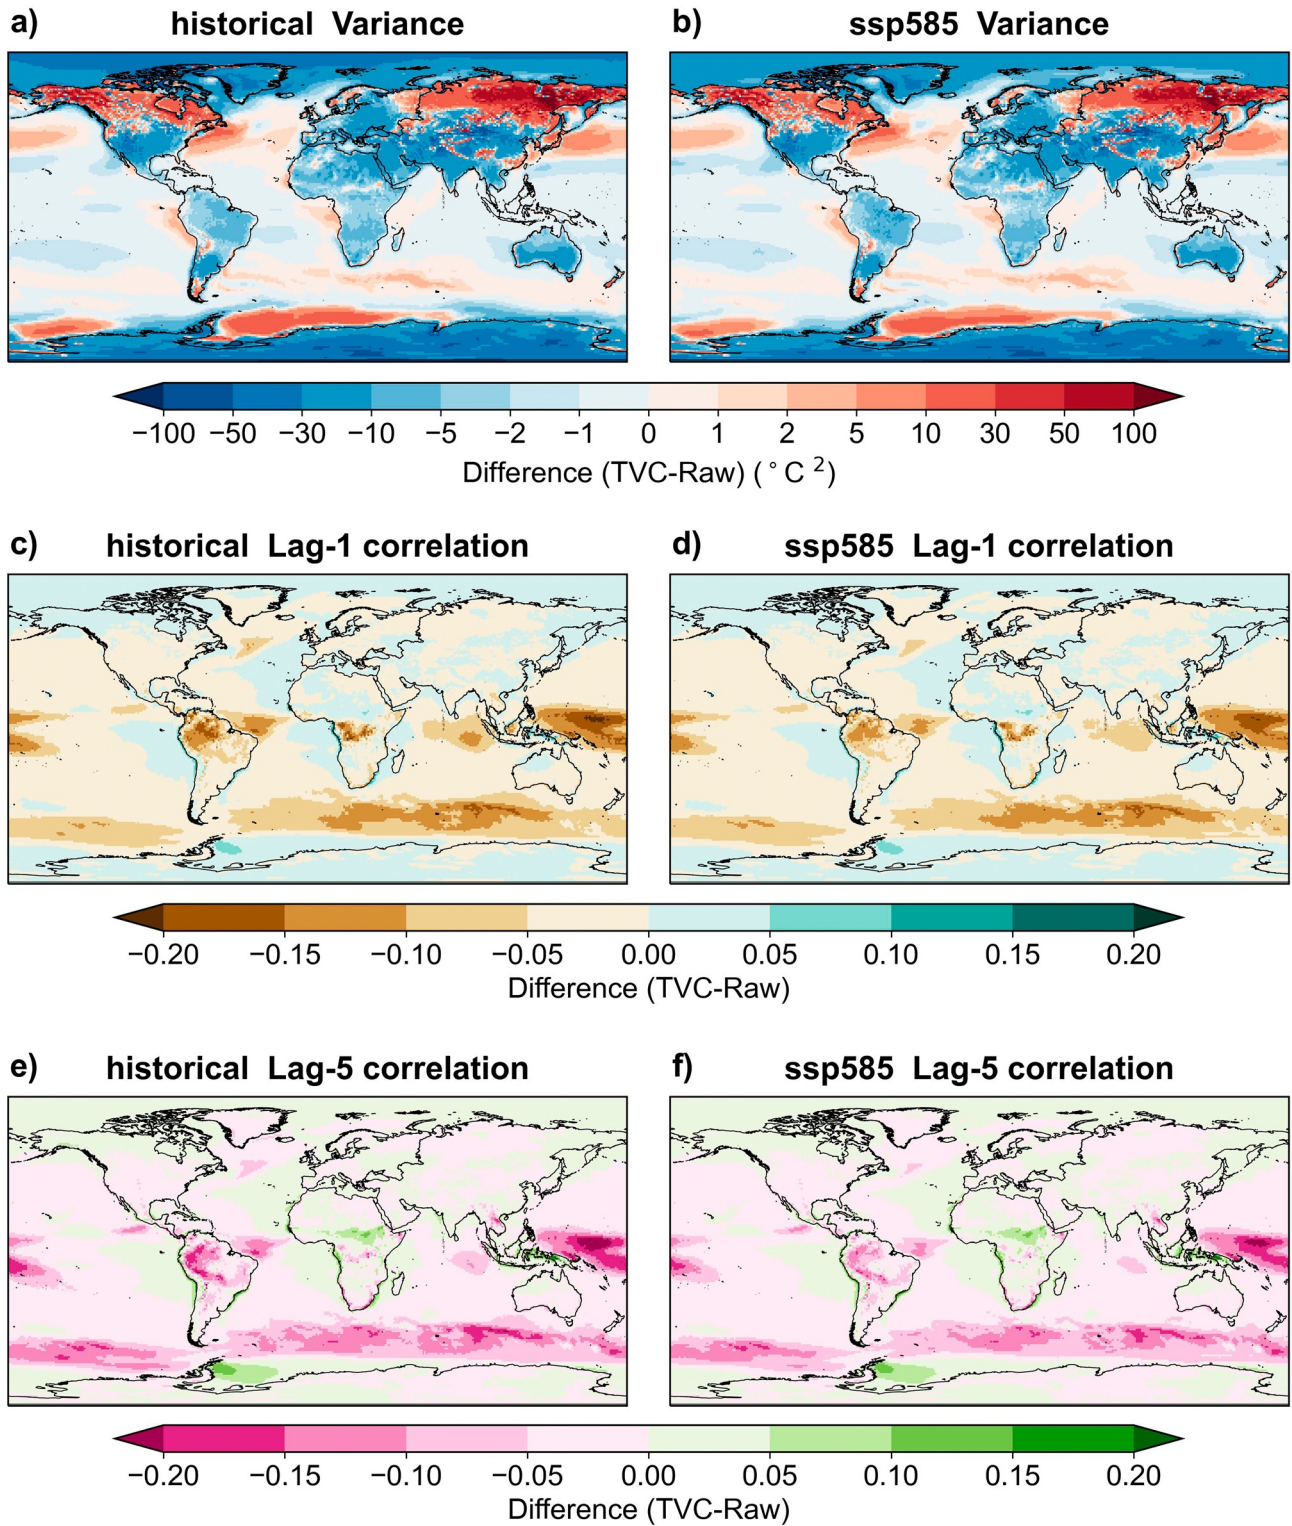 a) historical Variance
b) ssp585 Variance
−100 −50 −30 −10 −5 −2 −1 0 1 2 5 10 30 50 100
Difference (TVC-Raw) (°C²)
c) historical Lag-1 correlation
d) ssp585 Lag-1 correlation
−0.20 −0.15 −0.10 −0.05 0.00 0.05 0.10 0.15 0.20
Difference (TVC-Raw)
e) historical Lag-5 correlation
f) ssp585 Lag-5 correlation
−0.20 −0.15 −0.10 −0.05 0.00 0.05 0.10 0.15 0.20
Difference (TVC-Raw)